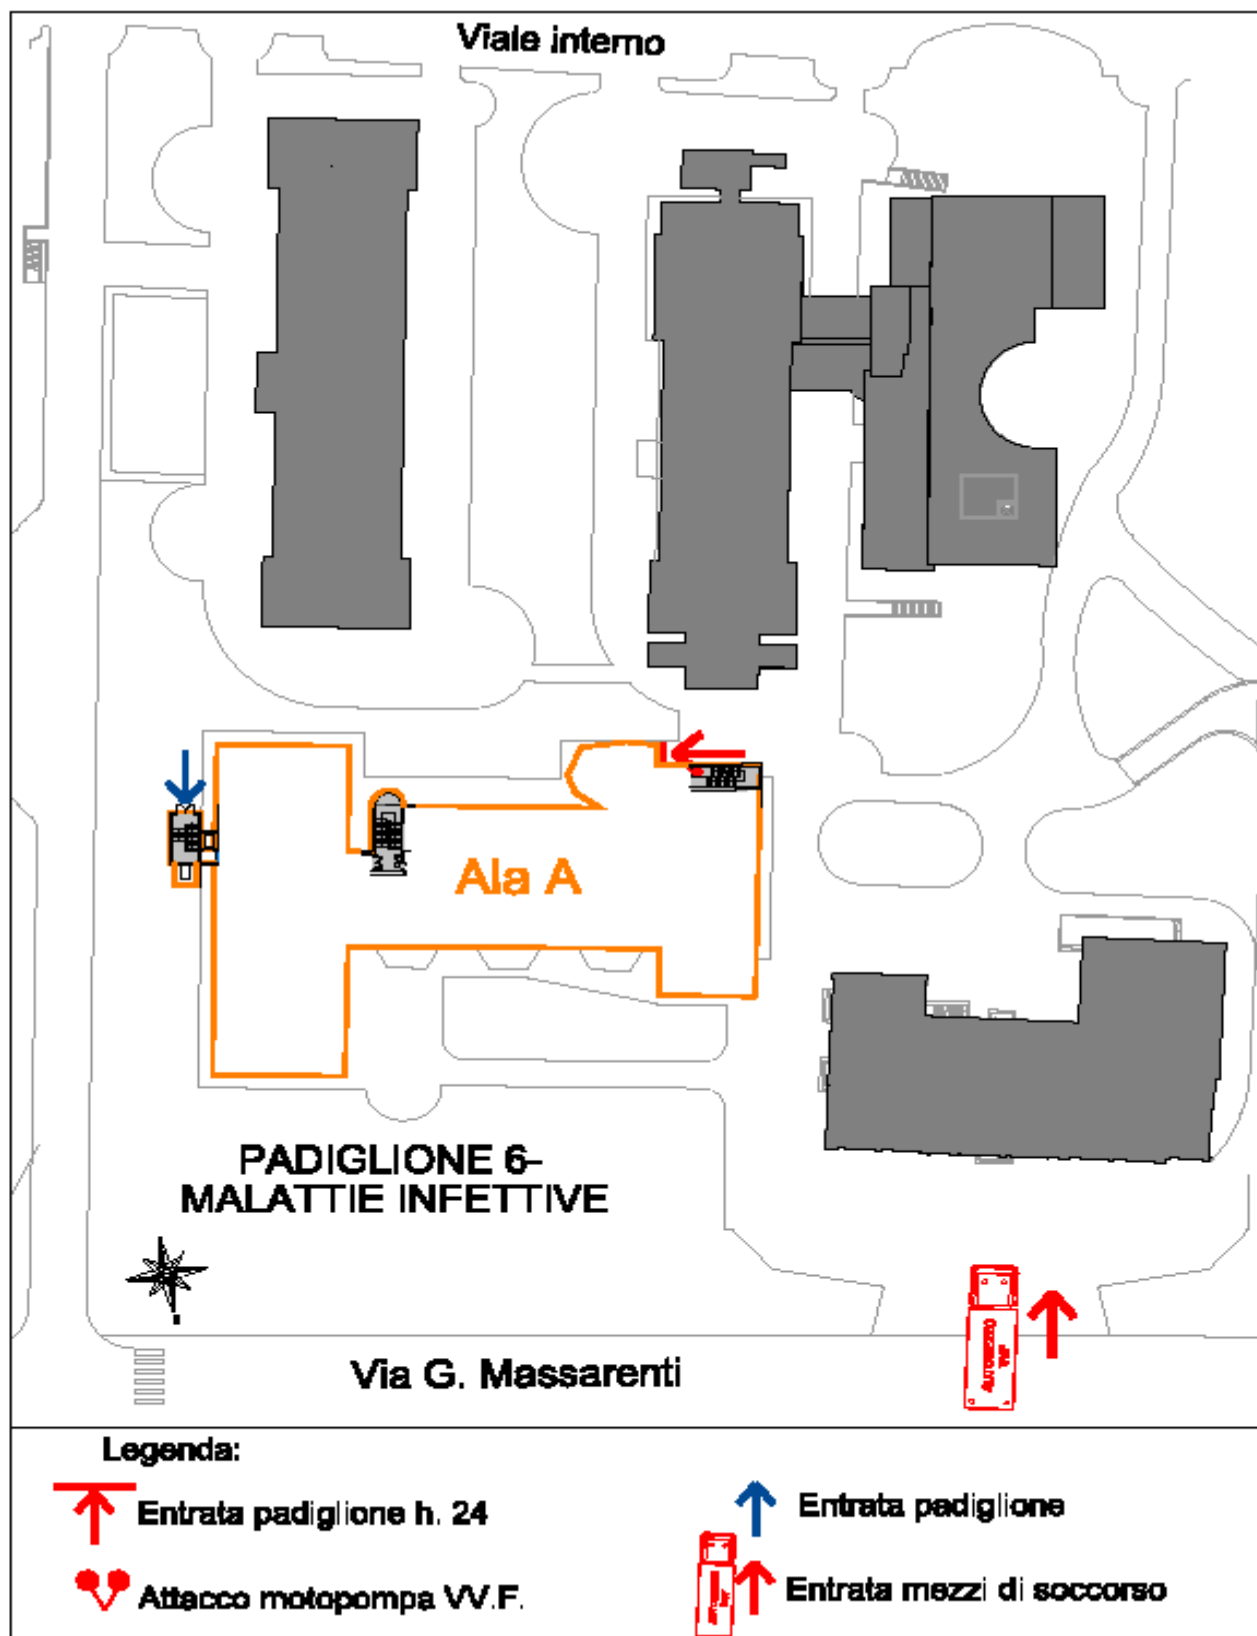 Viale interno
Ala A
PADIGLIONE 6-
MALATTIE INFETTIVE
Via G. Massarenti
Legenda:
Entrata padiglione h. 24
Entrata padiglione
Attacco motopompa VV.F.
Entrata mezzi di soccorso